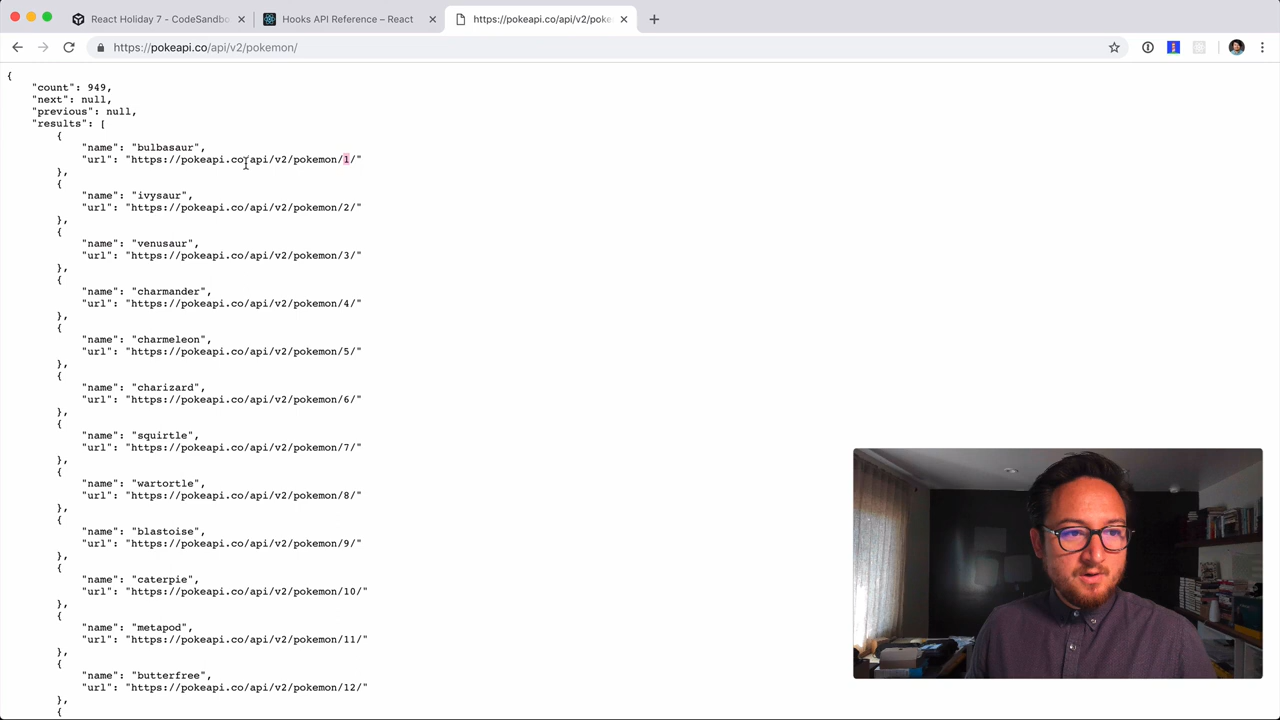 React Holiday 7 - CodeSandbo
Hooks API Reference – React
https://pokeapi.co/api/v2/poke
https://pokeapi.co/api/v2/pokemon/
{
"count": 949,
"next": null,
"previous": null,
"results": [
{
"name": "bulbasaur",
"url": "https://pokeapi.co/api/v2/pokemon/1/"
},
{
"name": "ivysaur",
"url": "https://pokeapi.co/api/v2/pokemon/2/"
},
{
"name": "venusaur",
"url": "https://pokeapi.co/api/v2/pokemon/3/"
},
{
"name": "charmander",
"url": "https://pokeapi.co/api/v2/pokemon/4/"
},
{
"name": "charmeleon",
"url": "https://pokeapi.co/api/v2/pokemon/5/"
},
{
"name": "charizard",
"url": "https://pokeapi.co/api/v2/pokemon/6/"
},
{
"name": "squirtle",
"url": "https://pokeapi.co/api/v2/pokemon/7/"
},
{
"name": "wartortle",
"url": "https://pokeapi.co/api/v2/pokemon/8/"
},
{
"name": "blastoise",
"url": "https://pokeapi.co/api/v2/pokemon/9/"
},
{
"name": "caterpie",
"url": "https://pokeapi.co/api/v2/pokemon/10/"
},
{
"name": "metapod",
"url": "https://pokeapi.co/api/v2/pokemon/11/"
},
{
"name": "butterfree",
"url": "https://pokeapi.co/api/v2/pokemon/12/"
},
{